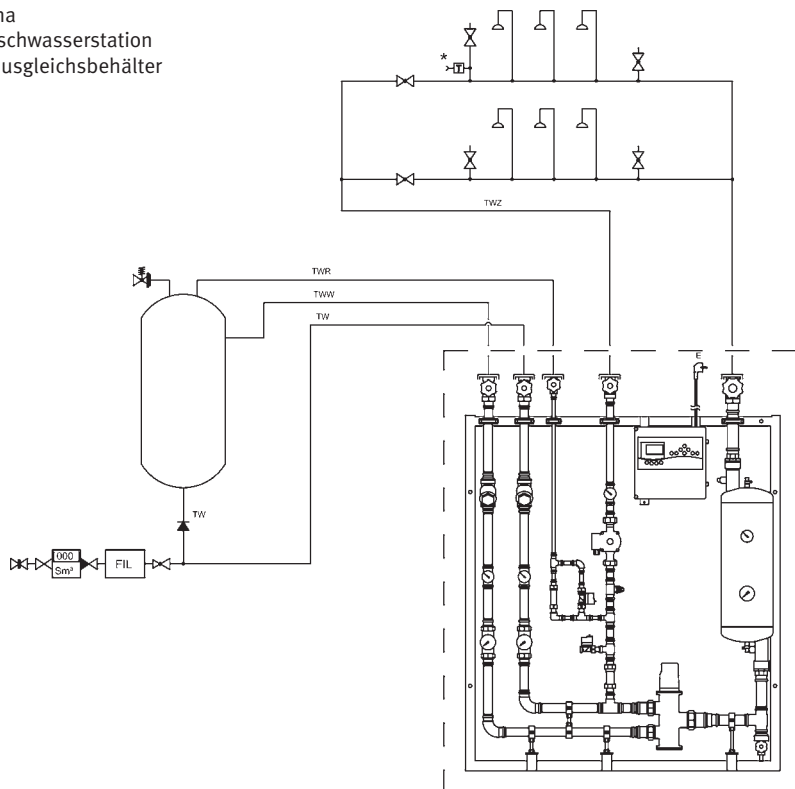 na
schwasserstation
usgleichsbehälter
*
T
TWZ
TWR
TWW
TW
E
TW
000
Sm³
FIL